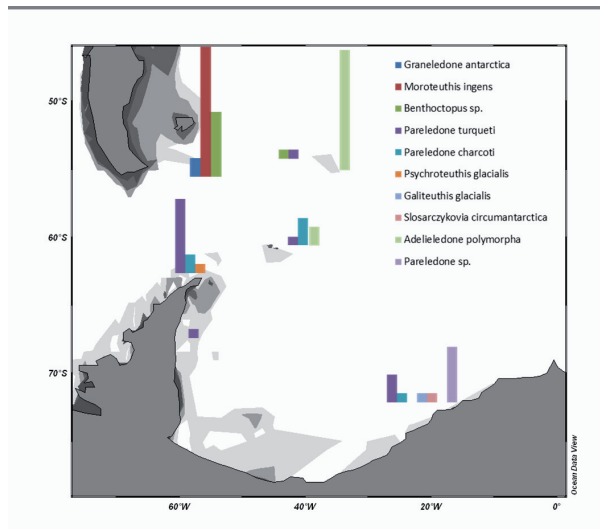 Graneledone antarctica
Moroteuthis ingens
Benthoctopus sp.
Pareledone turqueti
Pareledone charcoti
Psychroteuthis glacialis
Galiteuthis glacialis
Slosarczykovia circumantarctica
Adelieledone polymorpha
Pareledone sp.
50°S
60°S
70°S
60°W
40°W
20°W
0°
Ocean Data View